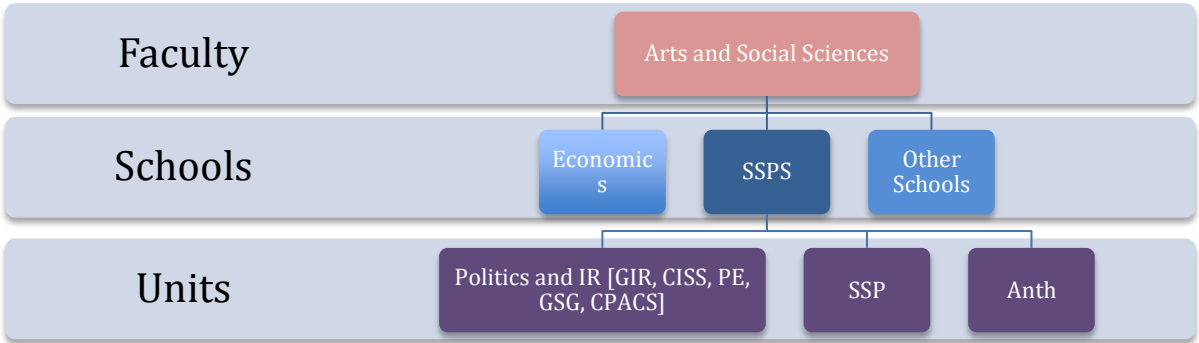 Faculty
Arts and Social Sciences
Schools
Economic
s
SSPS
Other
Schools
Units
Politics and IR [GIR, CISS, PE,
GSG, CPACS]
SSP
Anth